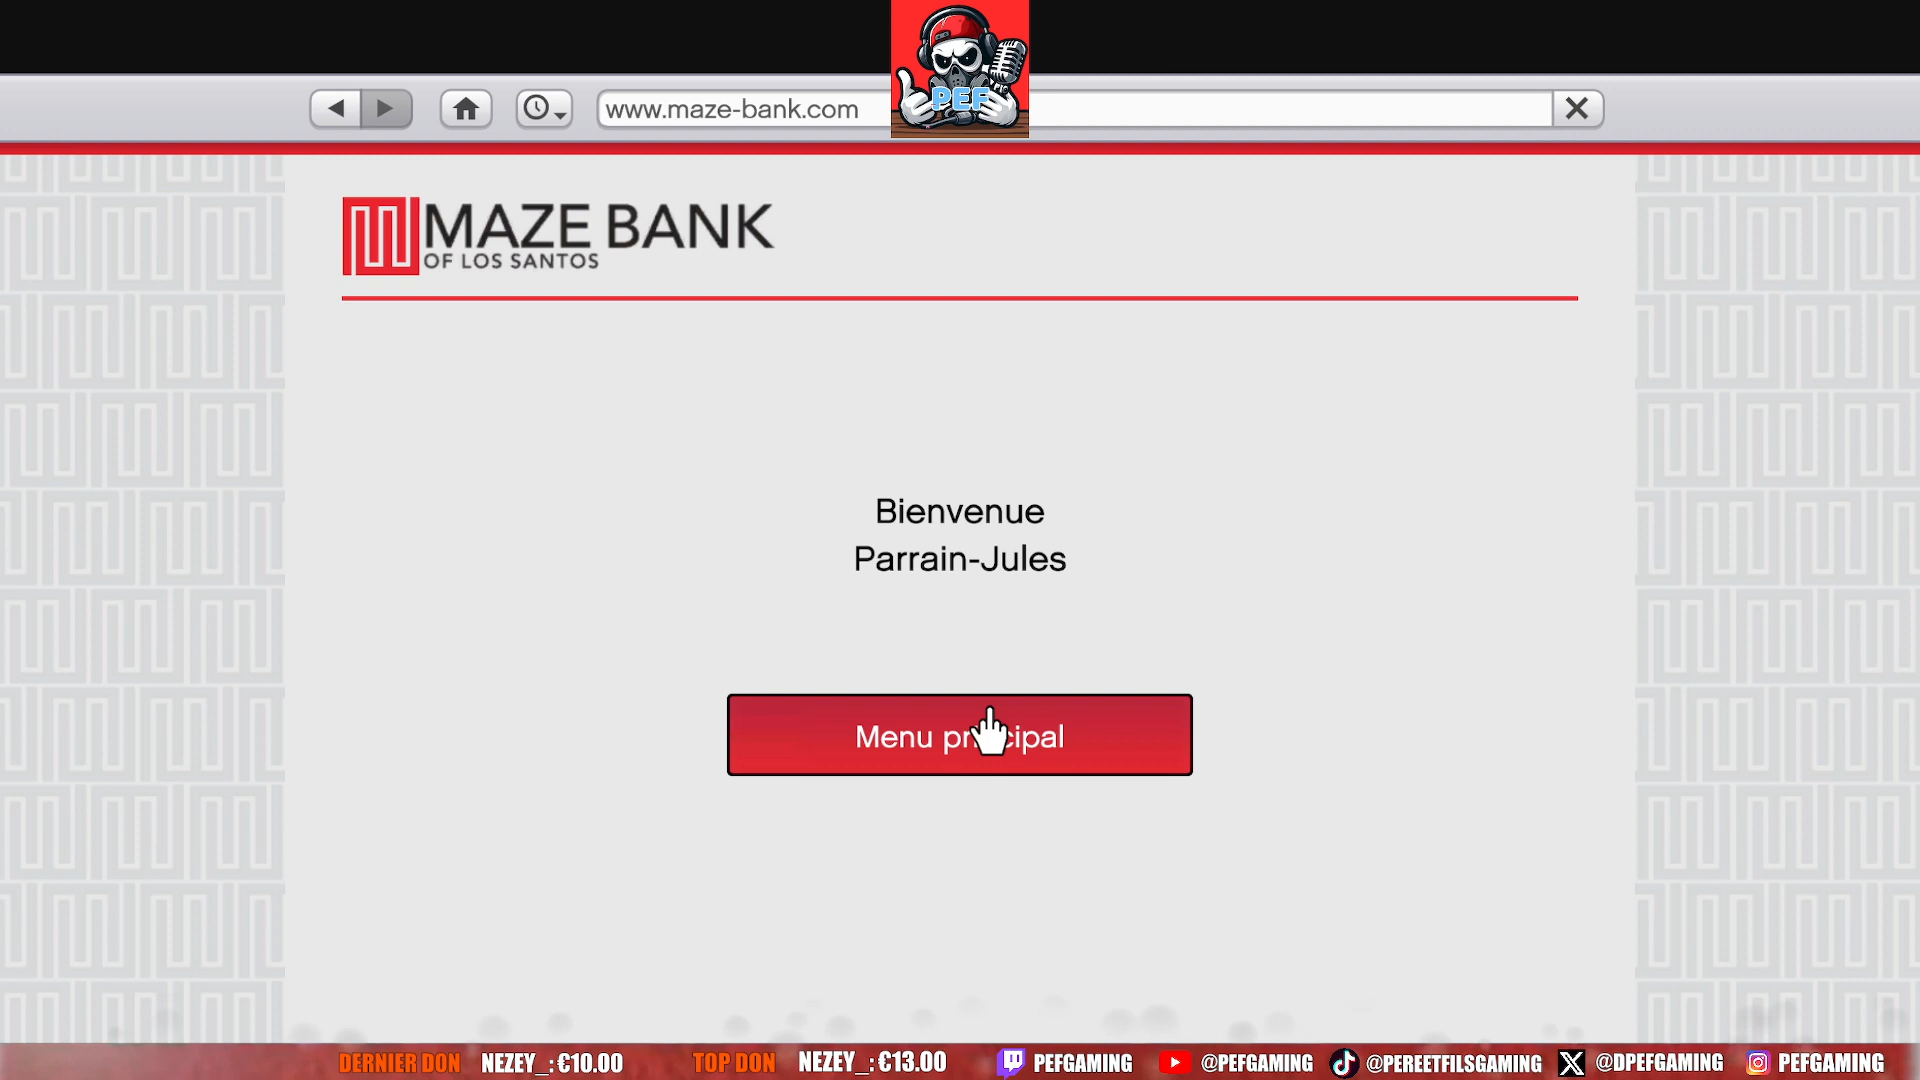 www.maze-bank.com
PEF
MAZE BANK
OF LOS SANTOS
Bienvenue
Parrain-Jules
Menu principal
DERNIER DON NEZEY_: €10.00 TOP DON NEZEY_: €13.00 PEFGAMING @PEFGAMING @PEREETFILSGAMING @DPEFGAMING PEFGAMING